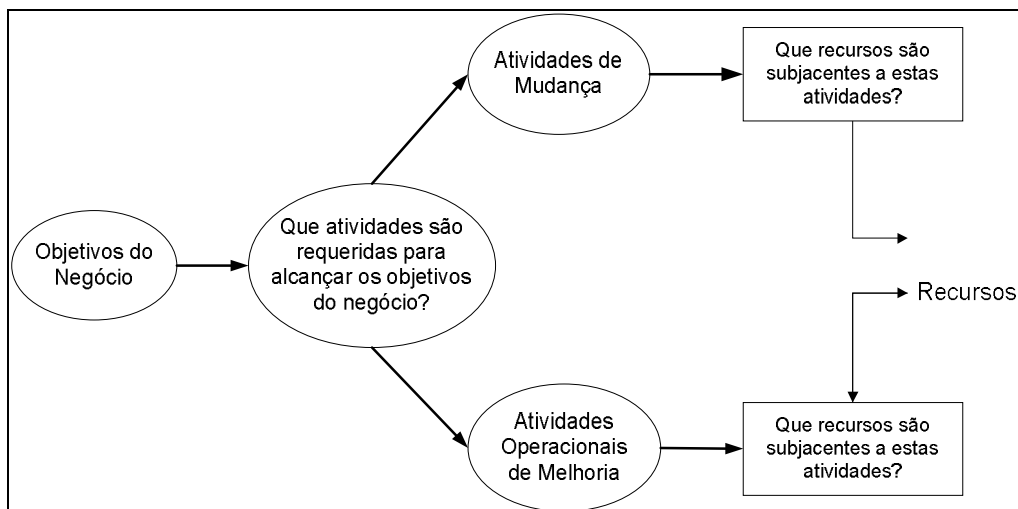 Objetivos do
Negócio
Que atividades são
requeridas para
alcançar os objetivos
do negócio?
Atividades de
Mudança
Que recursos são
subjacentes a estas
atividades?
Recursos
Atividades
Operacionais
de Melhoria
Que recursos são
subjacentes a estas
atividades?